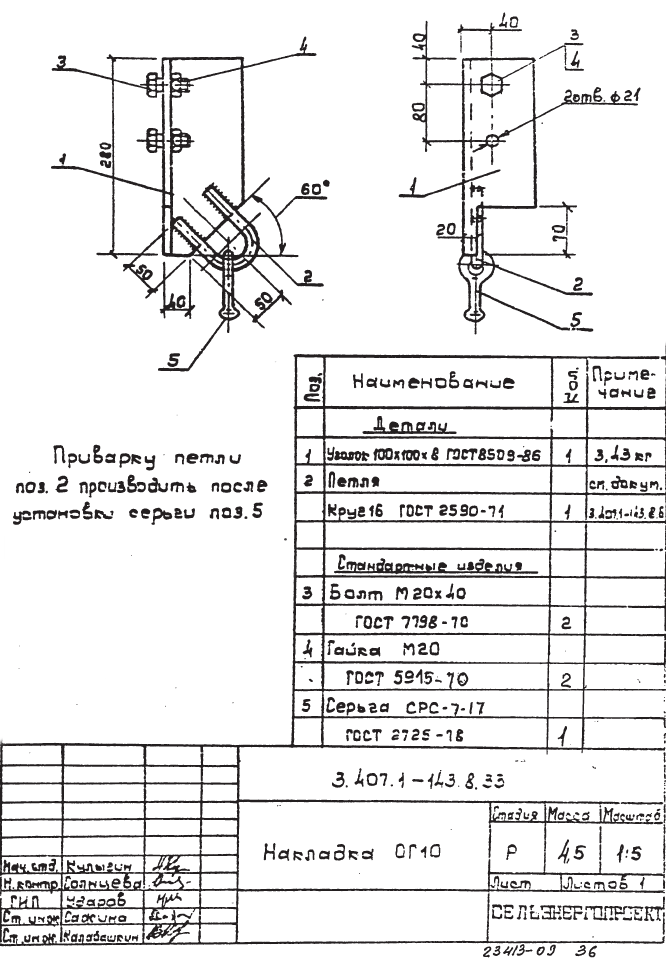 40
3
4
3
4
40
280
80
2отв. ф21
1
60°
1
20
70
50
40
50
2
2
5
5
Поз.
Наименование
Кол.
Приме-
чание
Детали
1 Уголок 100х100х8 ГОСТ 8509-86 1 3,43 кг
2 Петля см. докум.
Круг 16 ГОСТ 2590-71 1 3.407.1-143.8.6
Стандартные изделия
3 Болт М20х40
ГОСТ 7798-70 2
4 Гайка М20
ГОСТ 5915-70 2
5 Серьга СРС-7-17
ГОСТ 2725-78 1
Приварку петли
поз. 2 производить после
установки серьги поз. 5
3.407.1-143.8.33
Накладка ОГ10
Стадия Масса Масштаб
Р 4,5 1:5
Лист Листов 1
СЕЛЬЭНЕРГОПРОЕКТ
Нач. отд. Кулыгин
Н. контр. Солнцева
ГИП Ударов
Ст. инж. Сажина
Ст. инж. Калабашкин
23413-09 36